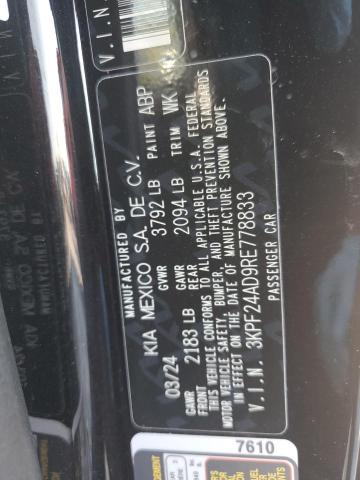 MANUFACTURED BY
KIA MEXICO S.A. DE C.V.
03/24 GVWR 3792 LB PAINT ABP
GAWR FRONT 2183 LB GAWR REAR 2094 LB TRIM WK
THIS VEHICLE CONFORMS TO ALL APPLICABLE U.S.A. FEDERAL
MOTOR VEHICLE SAFETY, BUMPER, AND THEFT PREVENTION STANDARDS
IN EFFECT ON THE DATE OF MANUFACTURE SHOWN ABOVE.
V.I.N. 3KPF24AD9RE778833
PASSENGER CAR
7610
V.I.N.